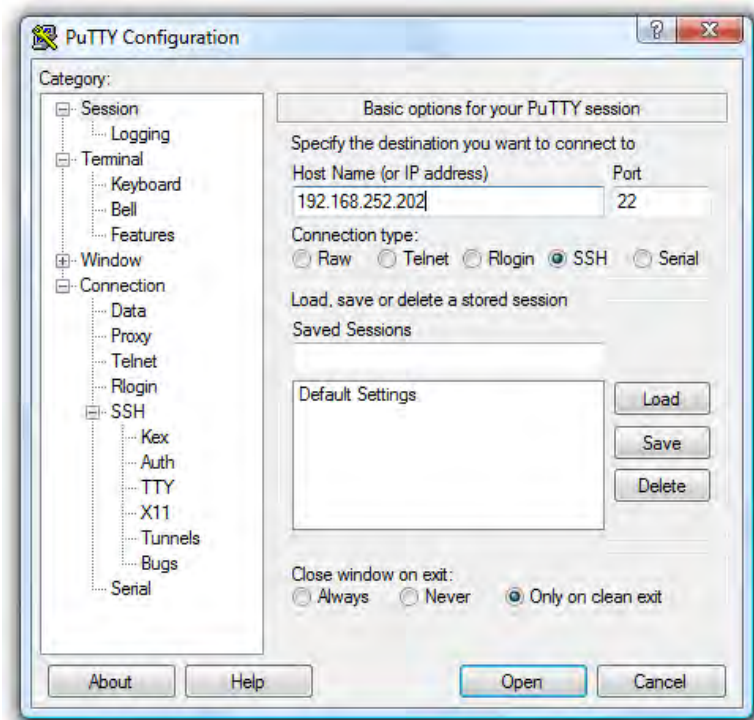 PuTTY Configuration
Category:
Session
Logging
Terminal
Keyboard
Bell
Features
Window
Connection
Data
Proxy
Telnet
Rlogin
SSH
Kex
Auth
TTY
X11
Tunnels
Bugs
Serial
Basic options for your PuTTY session
Specify the destination you want to connect to
Host Name (or IP address) Port
192.168.252.202 22
Connection type:
Raw Telnet Rlogin SSH Serial
Load, save or delete a stored session
Saved Sessions
Default Settings
Load
Save
Delete
Close window on exit:
Always Never Only on clean exit
About Help Open Cancel